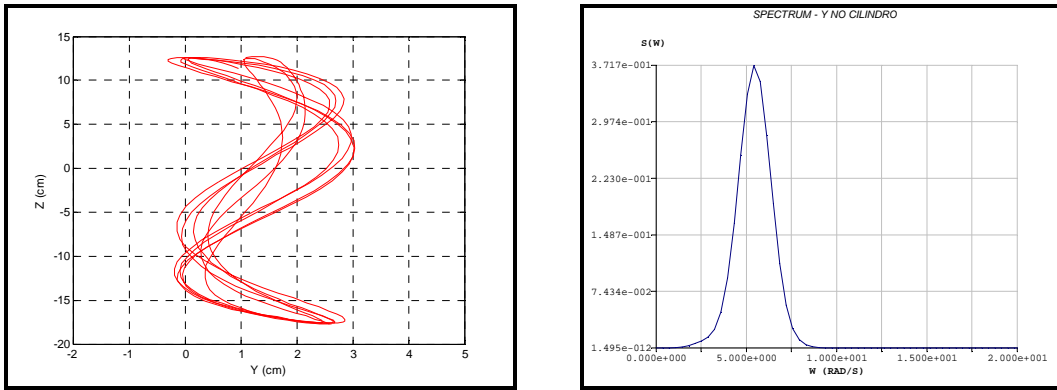 15
10
5
0
-5
-10
-15
-20
-2 -1 0 1 2 3 4 5
Z (cm)
Y (cm)
SPECTRUM - Y NO CILINDRO
S(W)
3.717e-001
2.974e-001
2.230e-001
1.487e-001
7.434e-002
1.495e-012
0.000e+000 5.000e+000 1.000e+001 1.500e+001 2.000e+001
W (RAD/S)